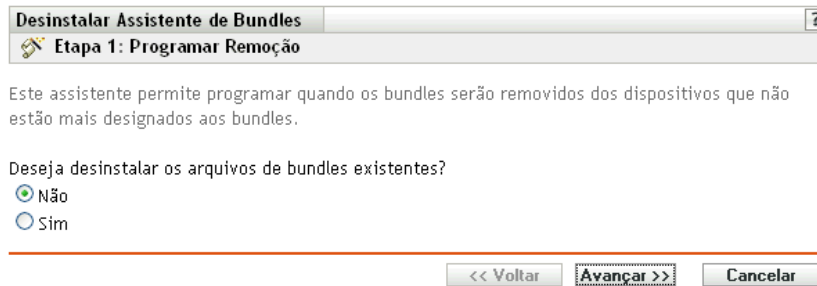 Desinstalar Assistente de Bundles
?
Etapa 1: Programar Remoção
Este assistente permite programar quando os bundles serão removidos dos dispositivos que não
estão mais designados aos bundles.
Deseja desinstalar os arquivos de bundles existentes?
Não
Sim
<< Voltar Avançar >> Cancelar